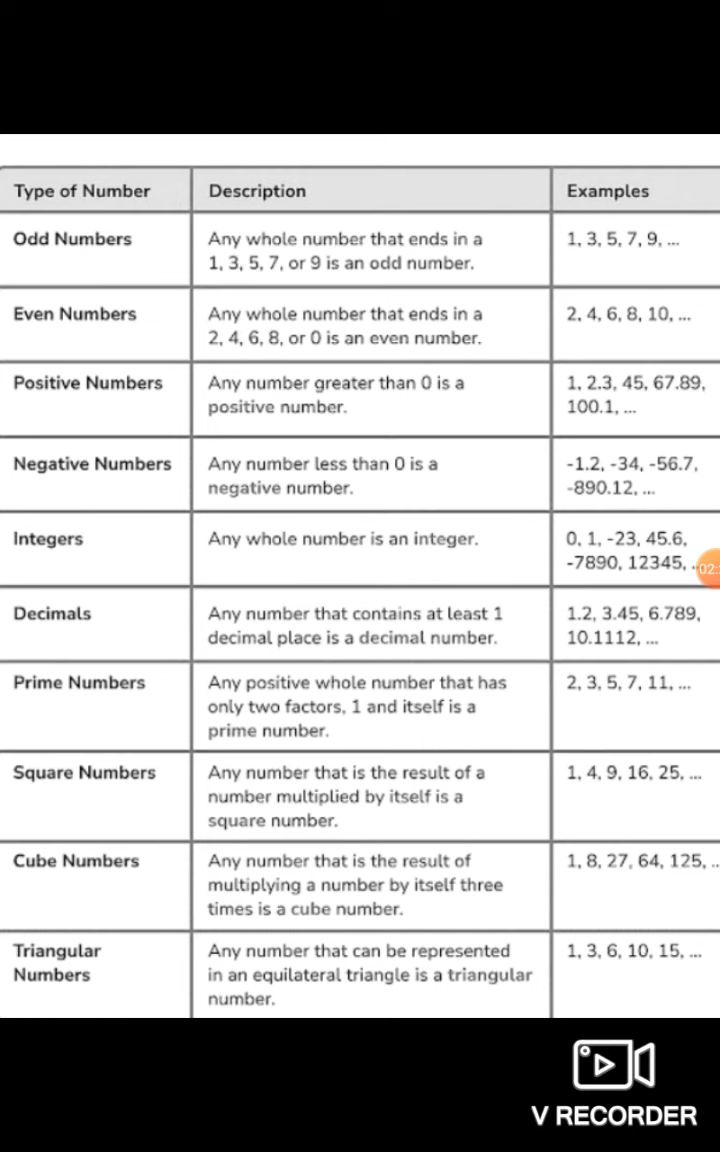 Type of Number Description Examples
Odd Numbers Any whole number that ends in a 1, 3, 5, 7, 9, ...
1, 3, 5, 7, or 9 is an odd number.
Even Numbers Any whole number that ends in a 2, 4, 6, 8, 10, ...
2, 4, 6, 8, or 0 is an even number.
Positive Numbers Any number greater than 0 is a 1, 2.3, 45, 67.89,
positive number. 100.1, ...
Negative Numbers Any number less than 0 is a -1.2, -34, -56.7,
negative number. -890.12, ...
Integers Any whole number is an integer. 0, 1, -23, 45.6,
-7890, 12345, .
Decimals Any number that contains at least 1 1.2, 3.45, 6.789,
decimal place is a decimal number. 10.1112, ...
Prime Numbers Any positive whole number that has 2, 3, 5, 7, 11, ...
only two factors, 1 and itself is a
prime number.
Square Numbers Any number that is the result of a 1, 4, 9, 16, 25, ...
number multiplied by itself is a
square number.
Cube Numbers Any number that is the result of 1, 8, 27, 64, 125, ..
multiplying a number by itself three
times is a cube number.
Triangular Any number that can be represented 1, 3, 6, 10, 15, ...
Numbers in an equilateral triangle is a triangular
number.
V RECORDER